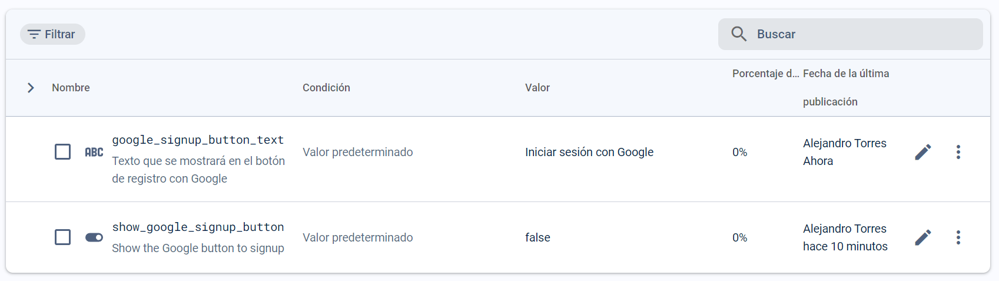 Filtrar
Buscar
Nombre
Condición
Valor
Porcentaje d...
Fecha de la última
publicación
ABC
google_signup_button_text
Texto que se mostrará en el botón
de registro con Google
Valor predeterminado
Iniciar sesión con Google
0%
Alejandro Torres
Ahora
show_google_signup_button
Show the Google button to signup
Valor predeterminado
false
0%
Alejandro Torres
hace 10 minutos